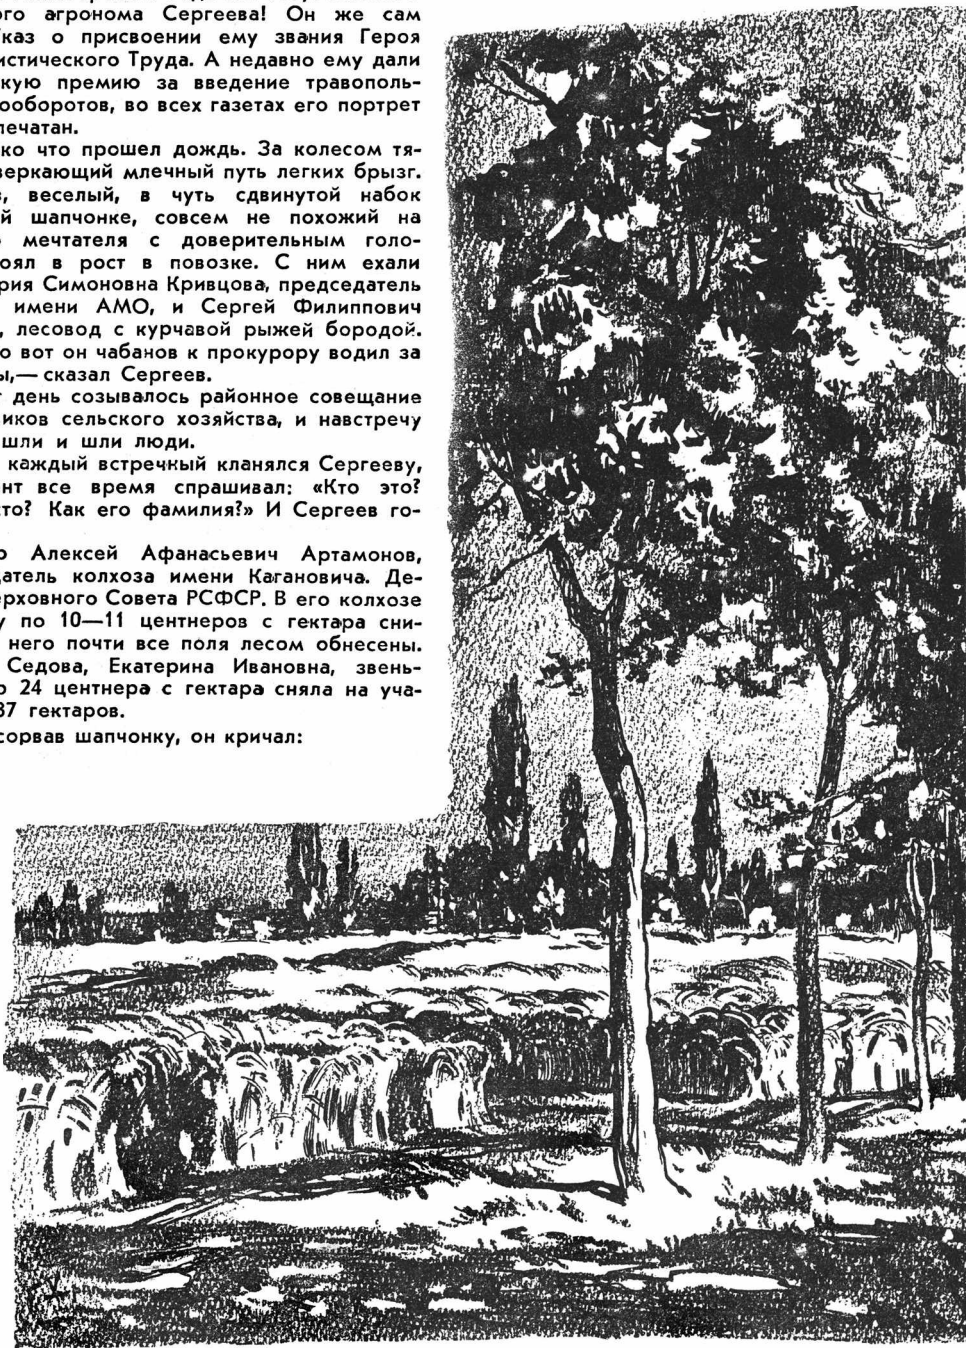 ого агронома Сергеева! Он же сам
каз о присвоении ему звания Героя
истического Труда. А недавно ему дали
кую премию за введение травополь-
ооборотов, во всех газетах его портрет
печатан.
ко что прошел дождь. За колесом тя-
веркающий млечный путь легких брызг.
в, веселый, в чуть сдвинутой набок
й шапчонке, совсем не похожий на
мечтателя с доверительным голо-
оял в рост в повозке. С ним ехали
рия Симоновна Кривцова, председатель
имени АМО, и Сергей Филиппович
, лесовод с курчавой рыжей бородой.
о вот он чабанов к прокурору водил за
ы,— сказал Сергеев.
т день созывалось районное совещание
иков сельского хозяйства, и навстречу
шли и шли люди.
каждый встречный кланялся Сергееву,
нт все время спрашивал: «Кто это?
то? Как его фамилия?» И Сергеев го-
о Алексей Афанасьевич Артамонов,
атель колхоза имени Кагановича. Де-
ерховного Совета РСФСР. В его колхозе
у по 10—11 центнеров с гектара сни-
него почти все поля лесом обнесены.
Седова, Екатерина Ивановна, звень-
о 24 центнера с гектара сняла на уча-
37 гектаров.
сорвав шапчонку, он кричал: